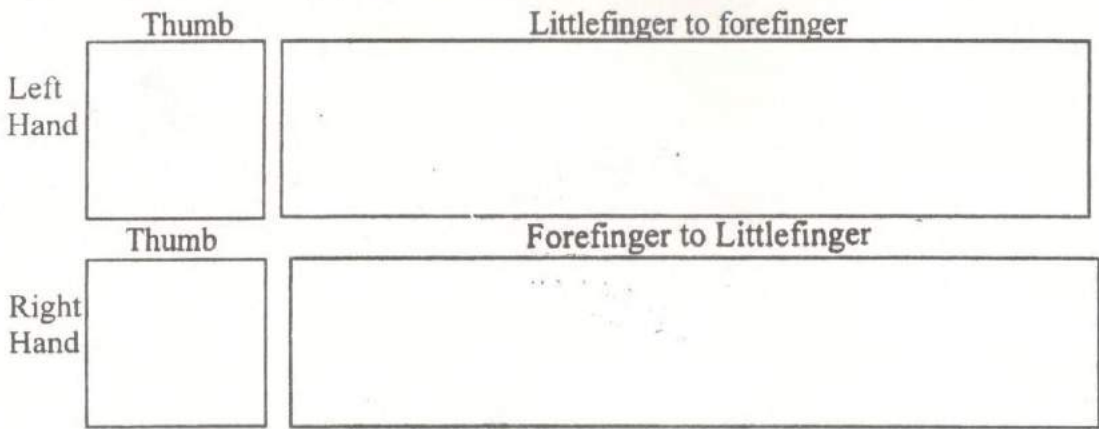 Thumb Littlefinger to forefinger
Left
Hand
Thumb Forefinger to Littlefinger
Right
Hand